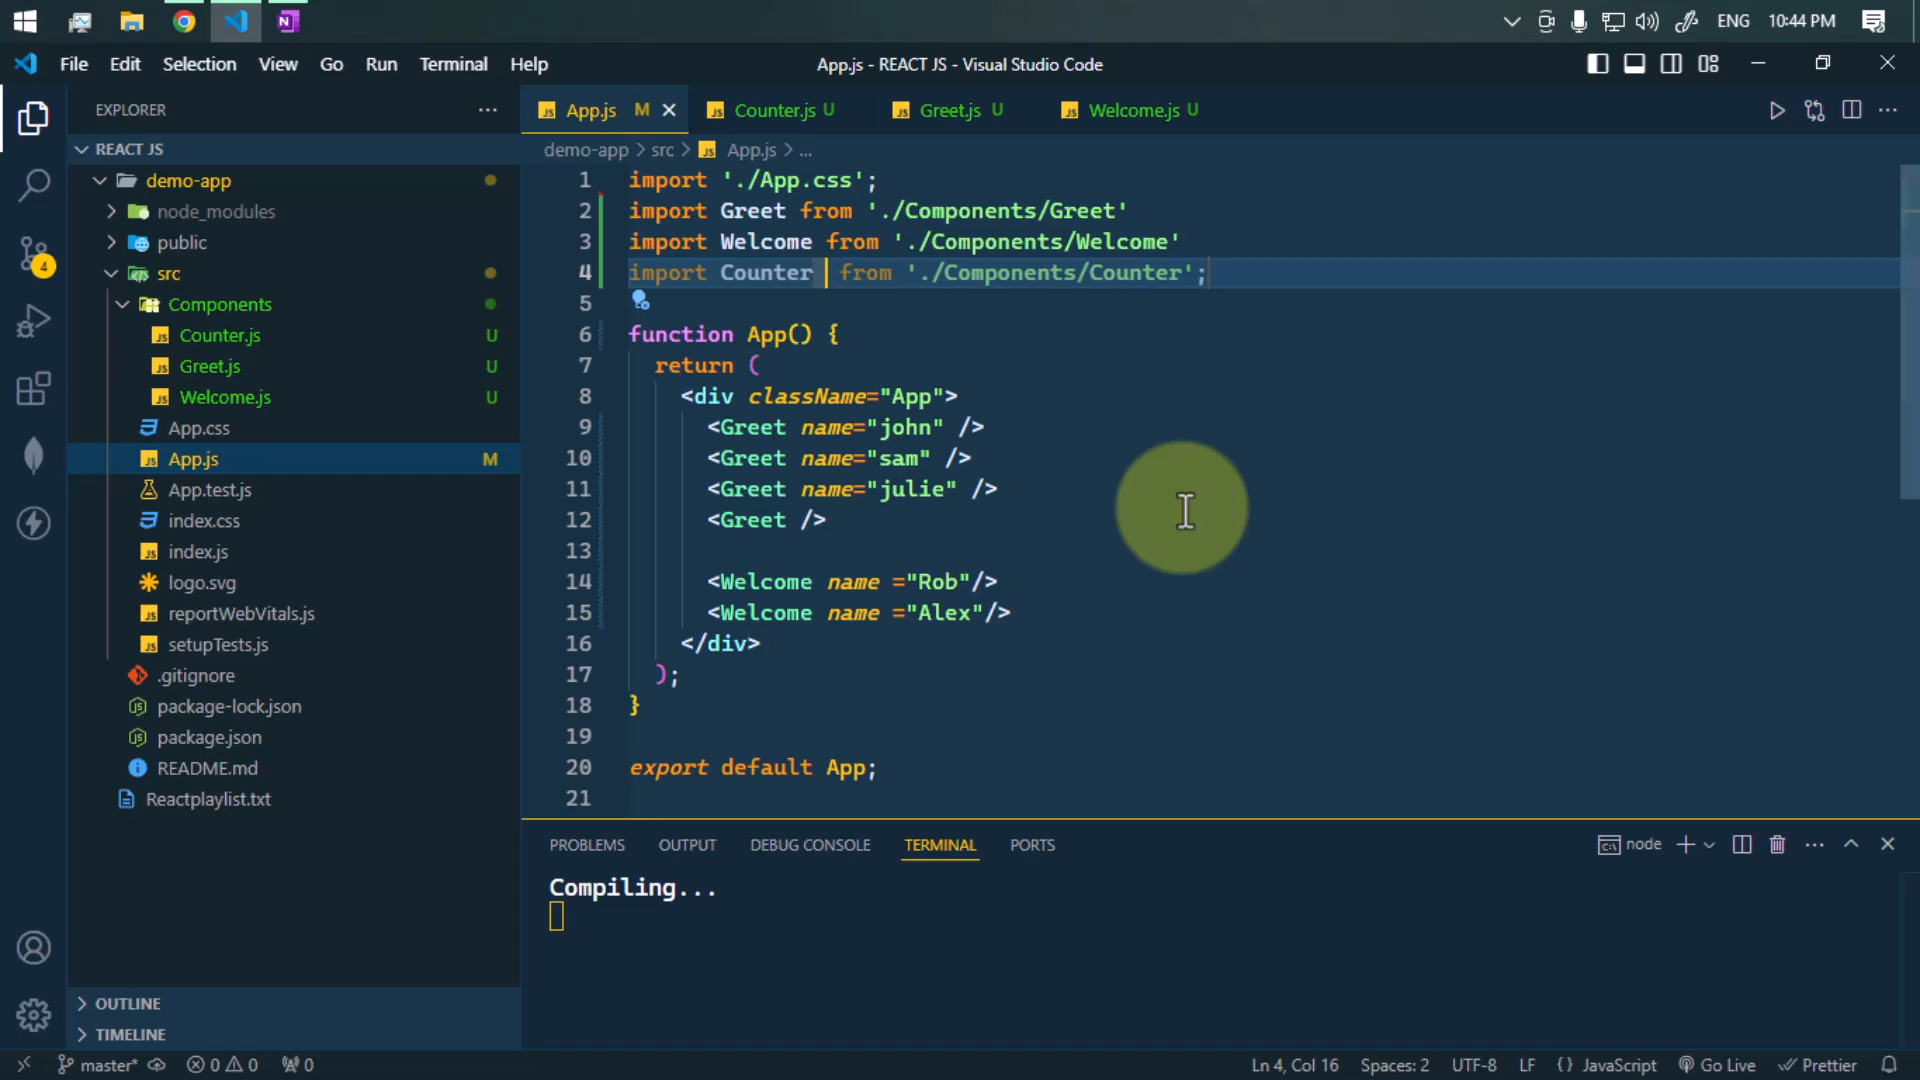 ENG 10:44 PM
File Edit Selection View Go Run Terminal Help
App.js - REACT JS - Visual Studio Code
EXPLORER
REACT JS
demo-app
node_modules
public
src
Components
Counter.js U
Greet.js U
Welcome.js U
App.css
App.js M
App.test.js
index.css
index.js
logo.svg
reportWebVitals.js
setupTests.js
.gitignore
package-lock.json
package.json
README.md
Reactplaylist.txt
OUTLINE
TIMELINE
4
App.js M Counter.js U Greet.js U Welcome.js U
demo-app > src > App.js > ...
1 import './App.css';
2 import Greet from './Components/Greet'
3 import Welcome from './Components/Welcome'
4 import Counter from './Components/Counter';
5
6 function App() {
7 return (
8 <div className="App">
9 <Greet name="john" />
10 <Greet name="sam" />
11 <Greet name="julie" />
12 <Greet />
13
14 <Welcome name ="Rob"/>
15 <Welcome name ="Alex"/>
16 </div>
17 );
18 }
19
20 export default App;
21
PROBLEMS OUTPUT DEBUG CONSOLE TERMINAL PORTS
node
Compiling...
master* 0 0 0
Ln 4, Col 16 Spaces: 2 UTF-8 LF {} JavaScript Go Live Prettier